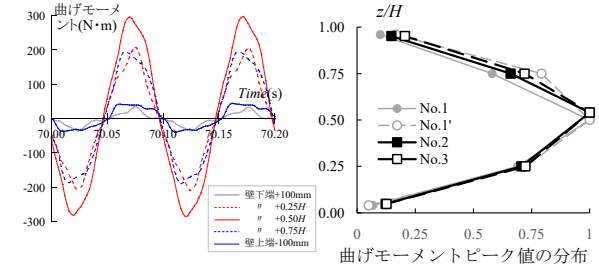 曲げモーメ
ント(N・m)
300
200
100
0
-100
-200
-300
Time(s)
70.00
70.05
70.10
70.15
70.20
壁下端+100mm
〃 +0.25H
〃 +0.50H
〃 +0.75H
壁上端-100mm
z/H
1.00
0.75
0.50
0.25
0.00
No.1
No.1'
No.2
No.3
0
0.25
0.5
0.75
1
曲げモーメントピーク値の分布